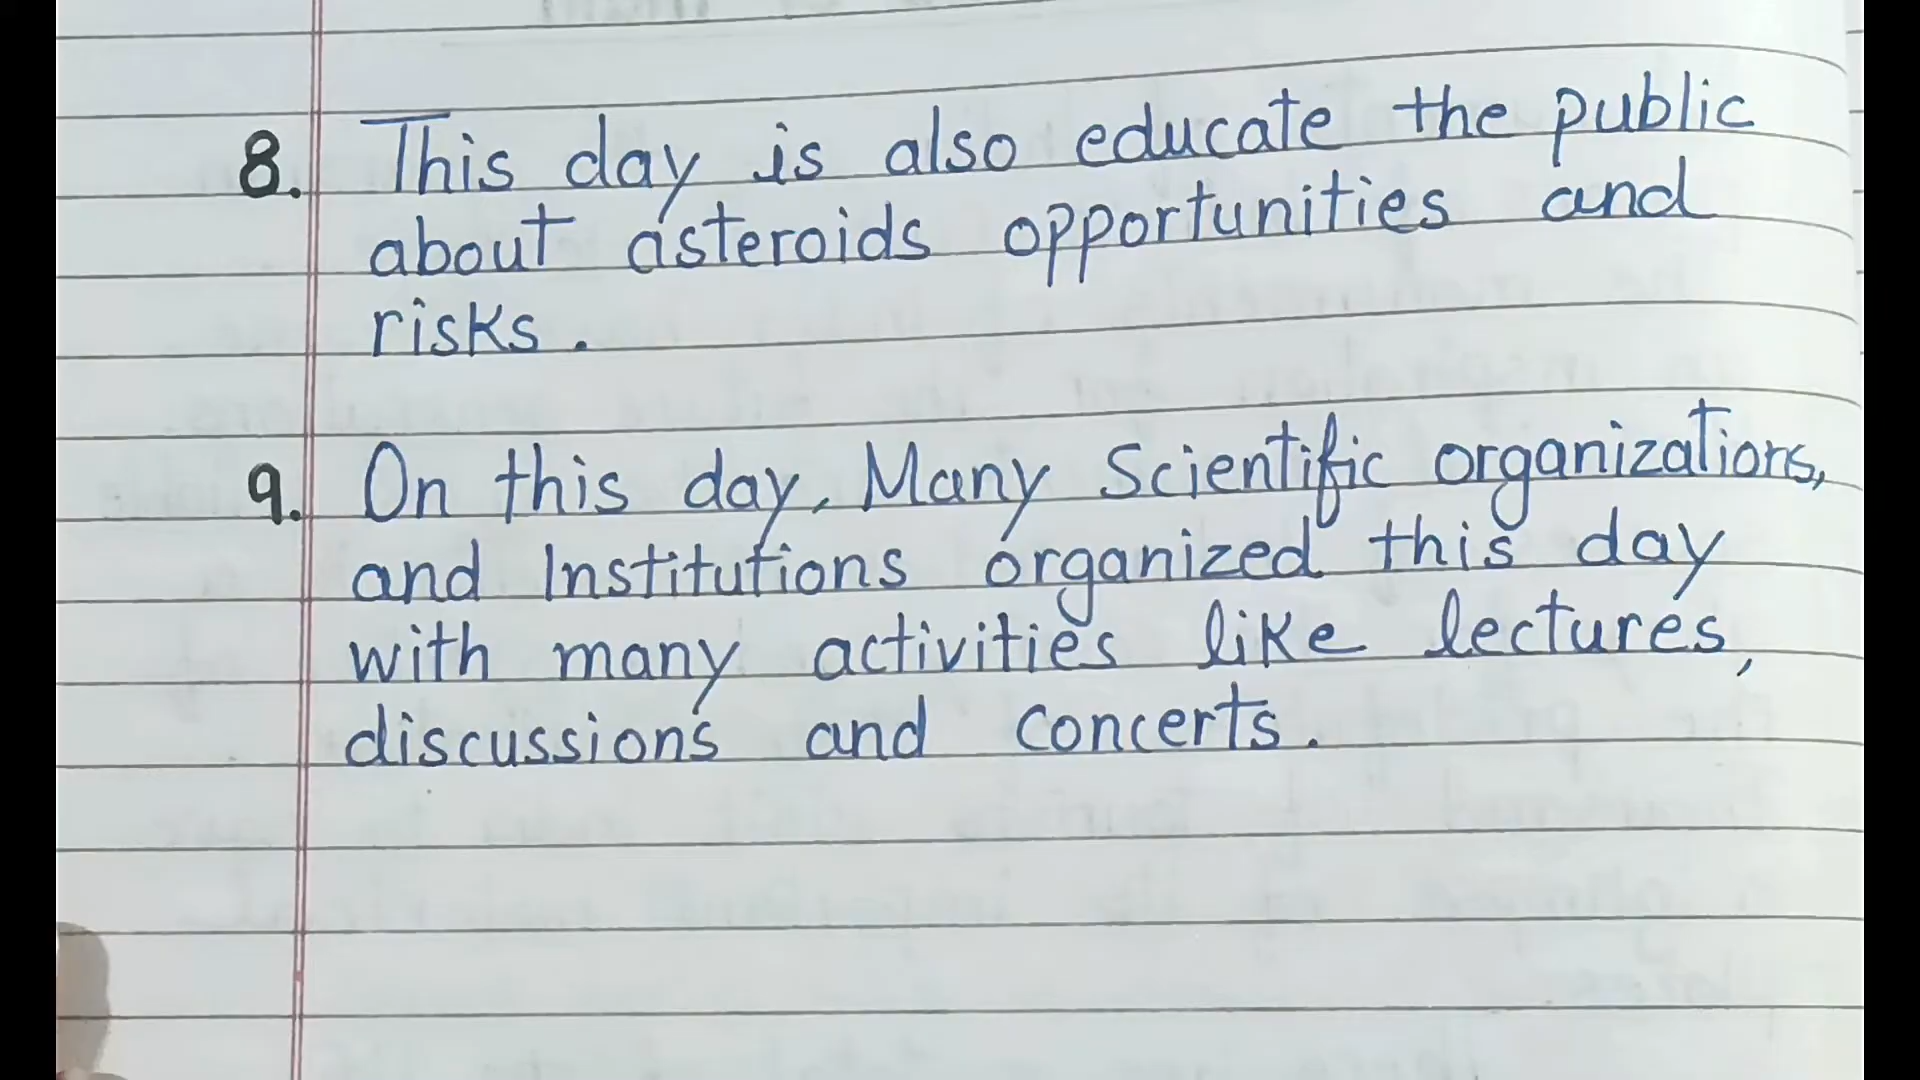 8. This day is also educate the public
about asteroids opportunities and
risks.
9. On this day, Many Scientific organizations,
and Institutions organized this day
with many activities like lectures,
discussions and concerts.